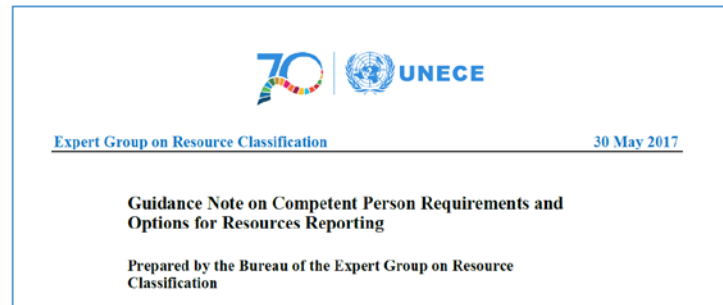 70 UNECE
Expert Group on Resource Classification 30 May 2017
Guidance Note on Competent Person Requirements and
Options for Resources Reporting
Prepared by the Bureau of the Expert Group on Resource
Classification